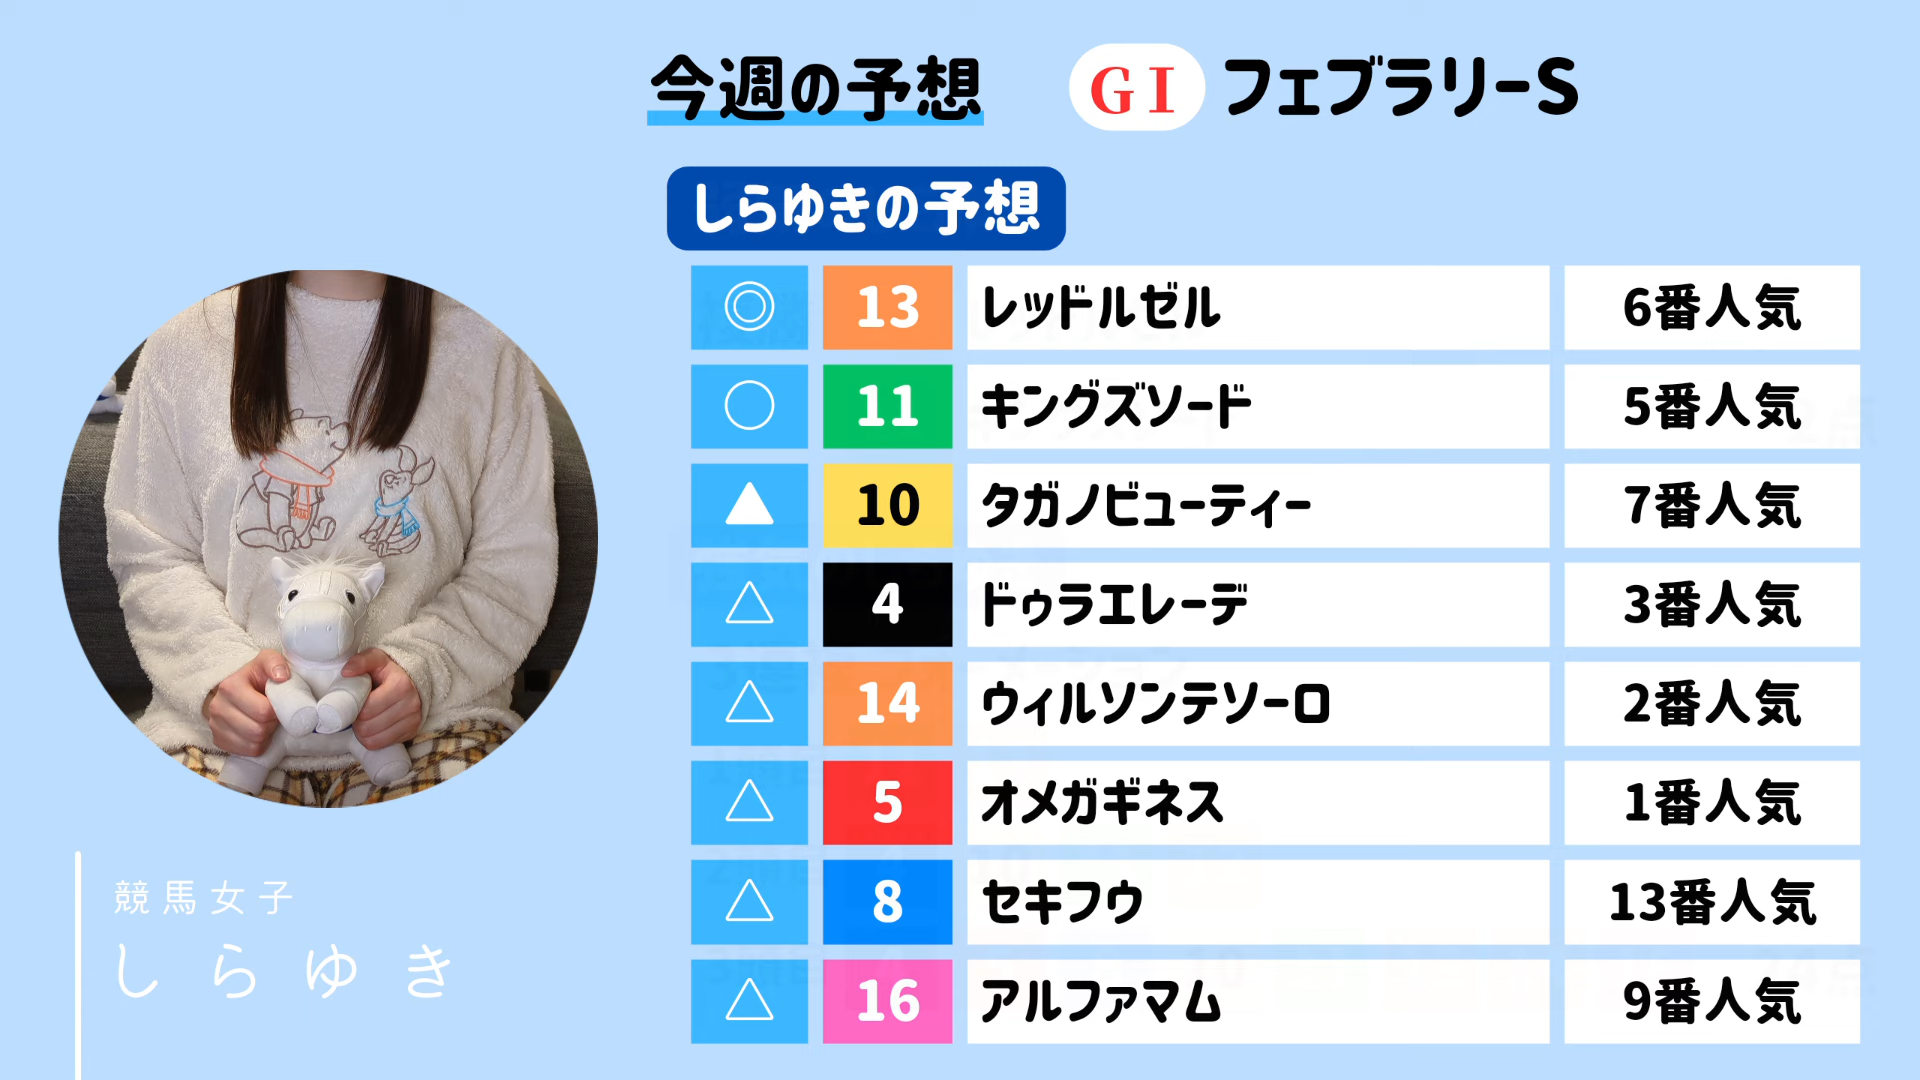 今週の予想 GI フェブラリーS
しらゆきの予想
◎ 13 レッドルゼル 6番人気
○ 11 キングズソード 5番人気
▲ 10 タガノビューティー 7番人気
△ 4 ドゥラエレーデ 3番人気
△ 14 ウィルソンテソーロ 2番人気
△ 5 オメガギネス 1番人気
△ 8 セキフウ 13番人気
△ 16 アルファマム 9番人気
競馬女子
しらゆき